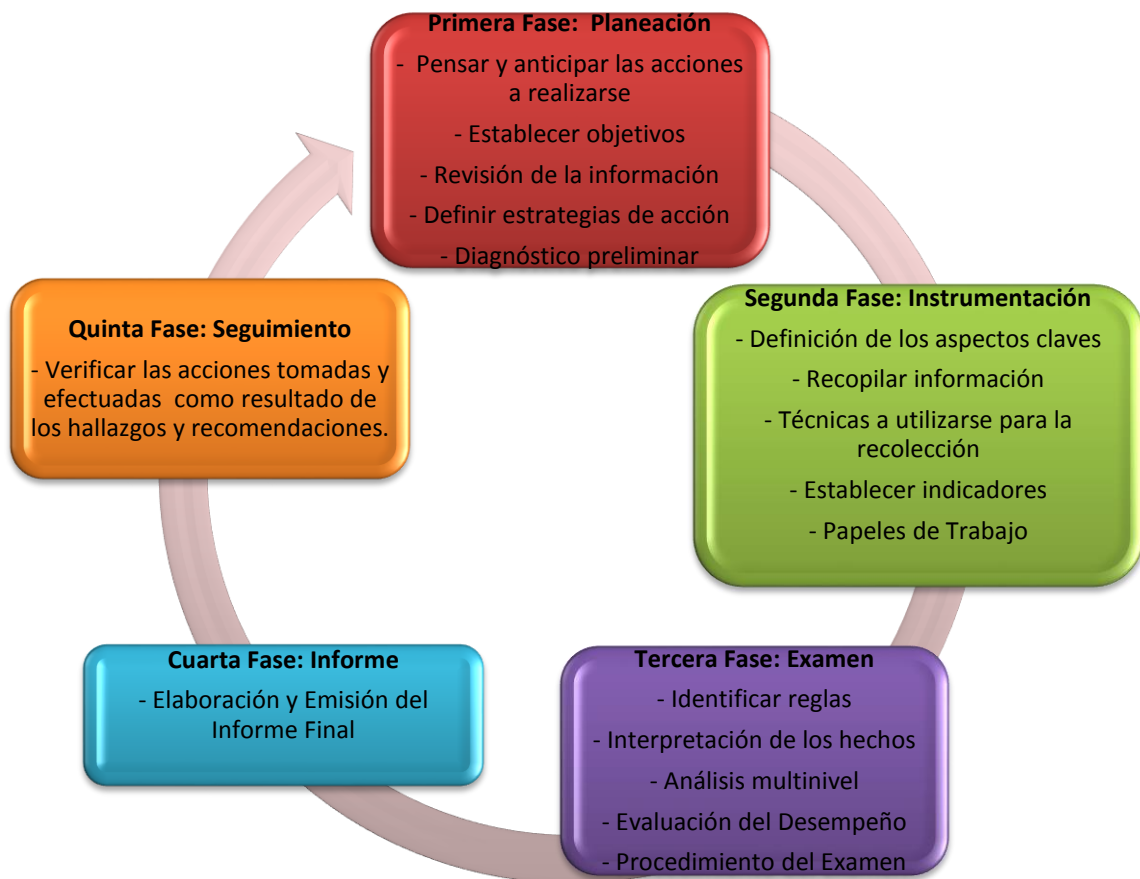 Primera Fase: Planeación
- Pensar y anticipar las acciones
a realizarse
- Establecer objetivos
- Revisión de la información
- Definir estrategias de acción
- Diagnóstico preliminar
Segunda Fase: Instrumentación
- Definición de los aspectos claves
- Recopilar información
- Técnicas a utilizarse para la
recolección
- Establecer indicadores
- Papeles de Trabajo
Tercera Fase: Examen
- Identificar reglas
- Interpretación de los hechos
- Análisis multinivel
- Evaluación del Desempeño
- Procedimiento del Examen
Cuarta Fase: Informe
- Elaboración y Emisión del
Informe Final
Quinta Fase: Seguimiento
- Verificar las acciones tomadas y
efectuadas como resultado de
los hallazgos y recomendaciones.